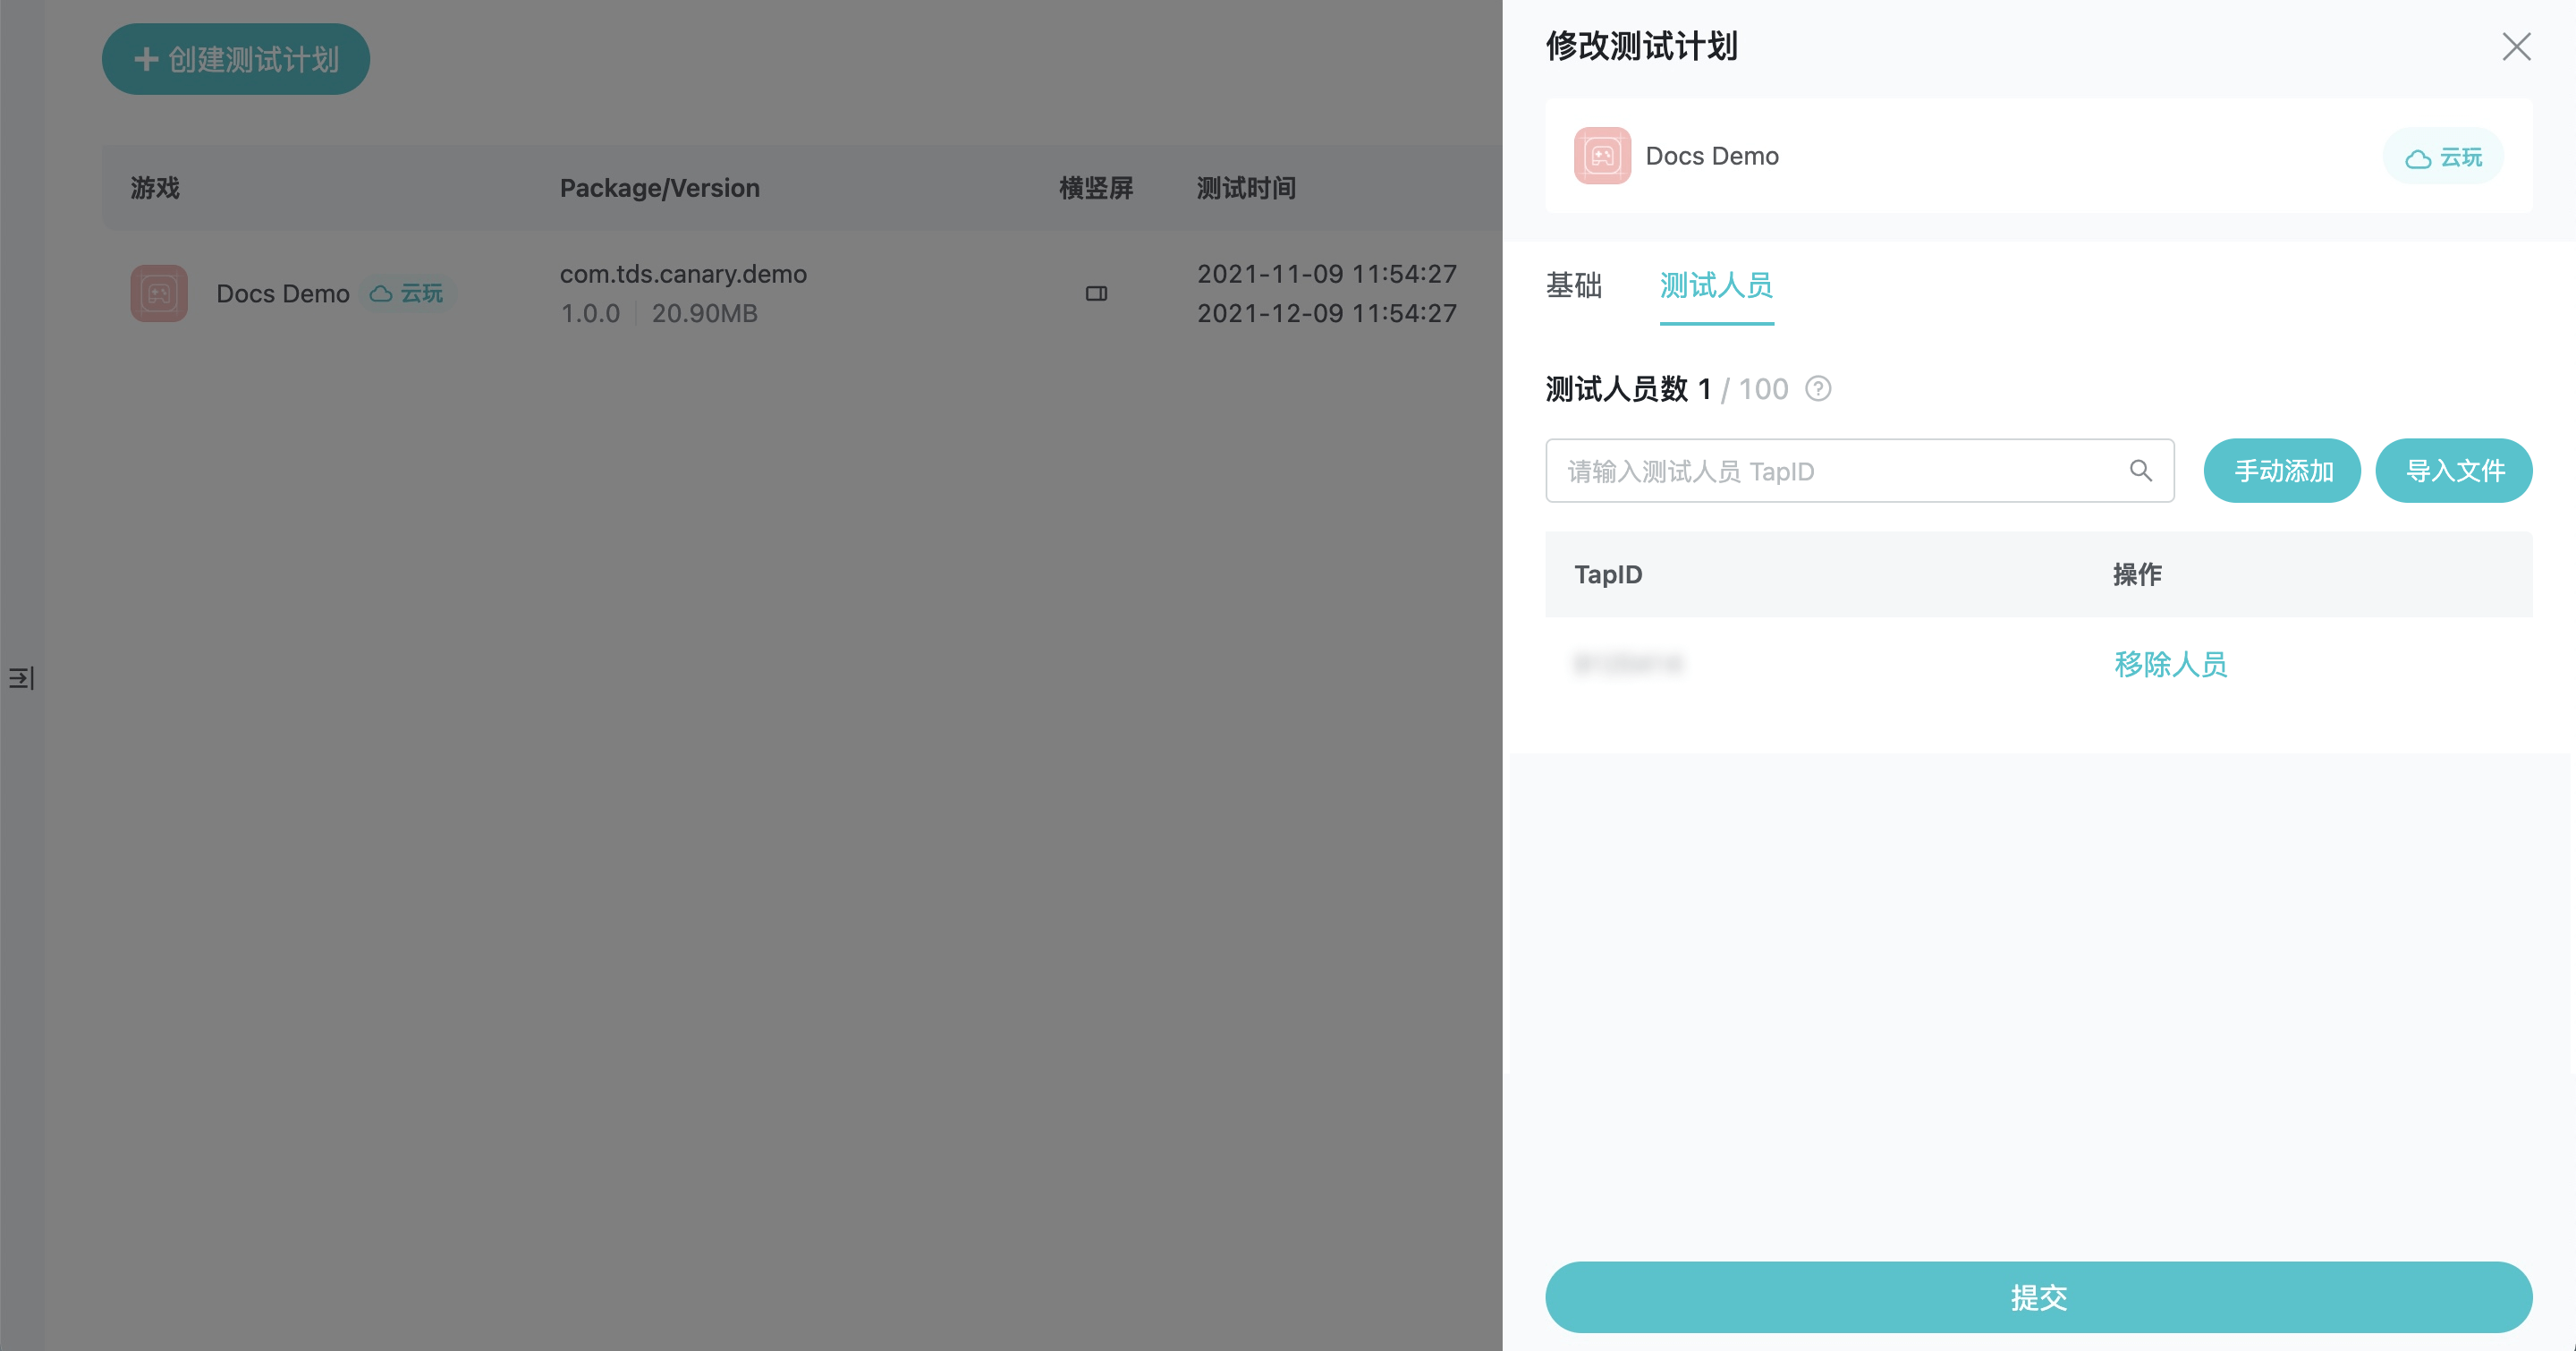 创建测试计划
游戏 Package/Version 横竖屏 测试时间
Docs Demo 云玩 com.tds.canary.demo 2021-11-09 11:54:27
1.0.0 20.90MB 2021-12-09 11:54:27
修改测试计划
Docs Demo 云玩
基础 测试人员
测试人员数 1 / 100 ?
请输入测试人员 TapID 手动添加 导入文件
TapID 操作
移除人员
提交